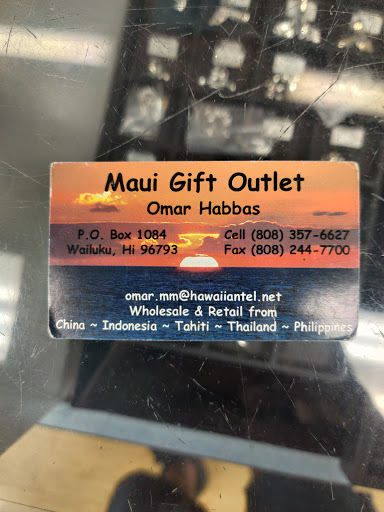 Maui Gift Outlet
Omar Habbas
P.O. Box 1084 Cell (808) 357-6627
Wailuku, Hi 96793 Fax (808) 244-7700
omar.mm@hawaiiantel.net
Wholesale & Retail from
China ~ Indonesia ~ Tahiti ~ Thailand ~ Philippines